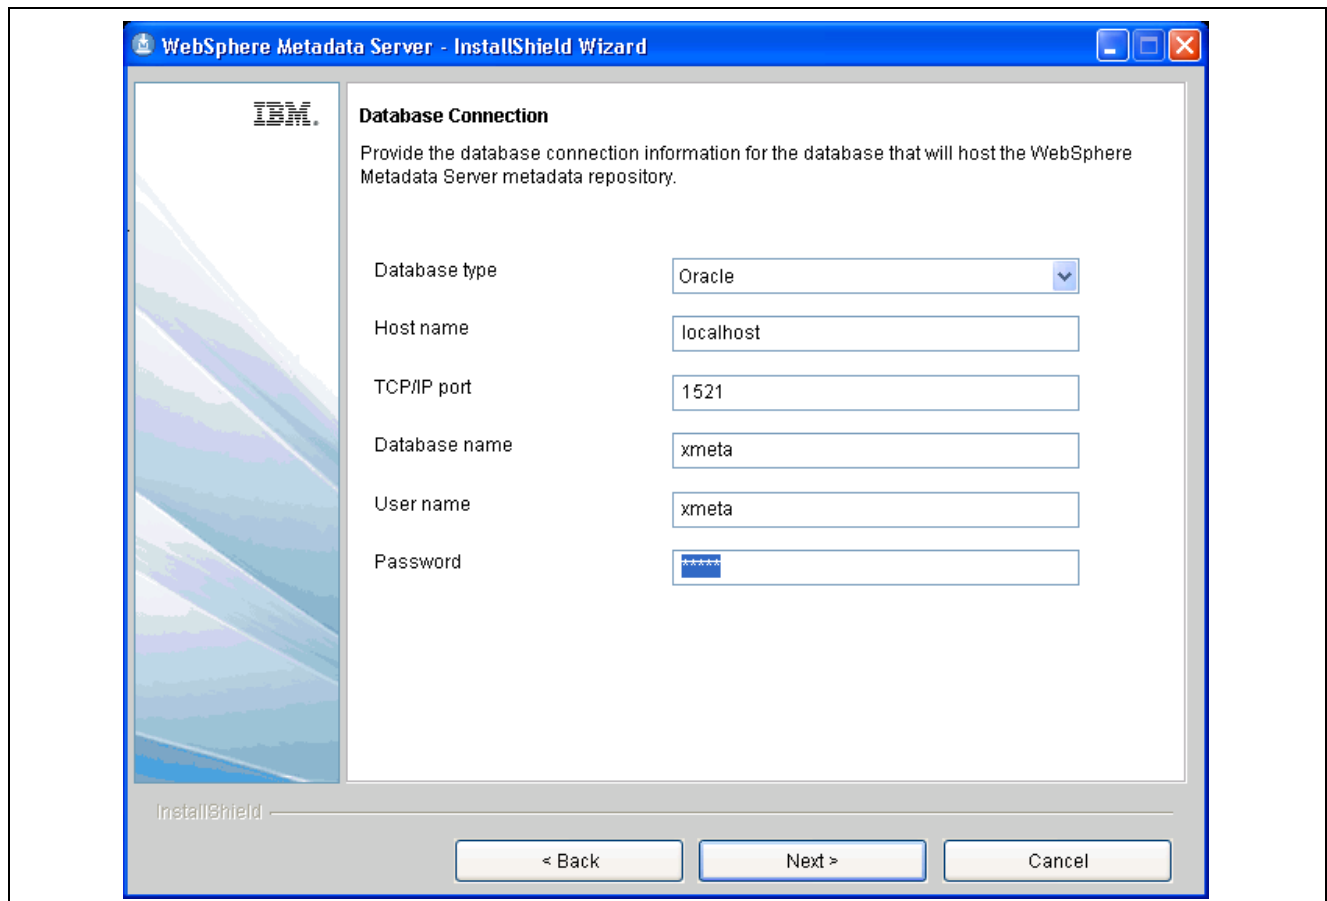 WebSphere Metadata Server - InstallShield Wizard
IBM.
Database Connection
Provide the database connection information for the database that will host the WebSphere
Metadata Server metadata repository.
Database type
Oracle
Host name
localhost
TCP/IP port
1521
Database name
xmeta
User name
xmeta
Password
*****
InstallShield
< Back
Next >
Cancel